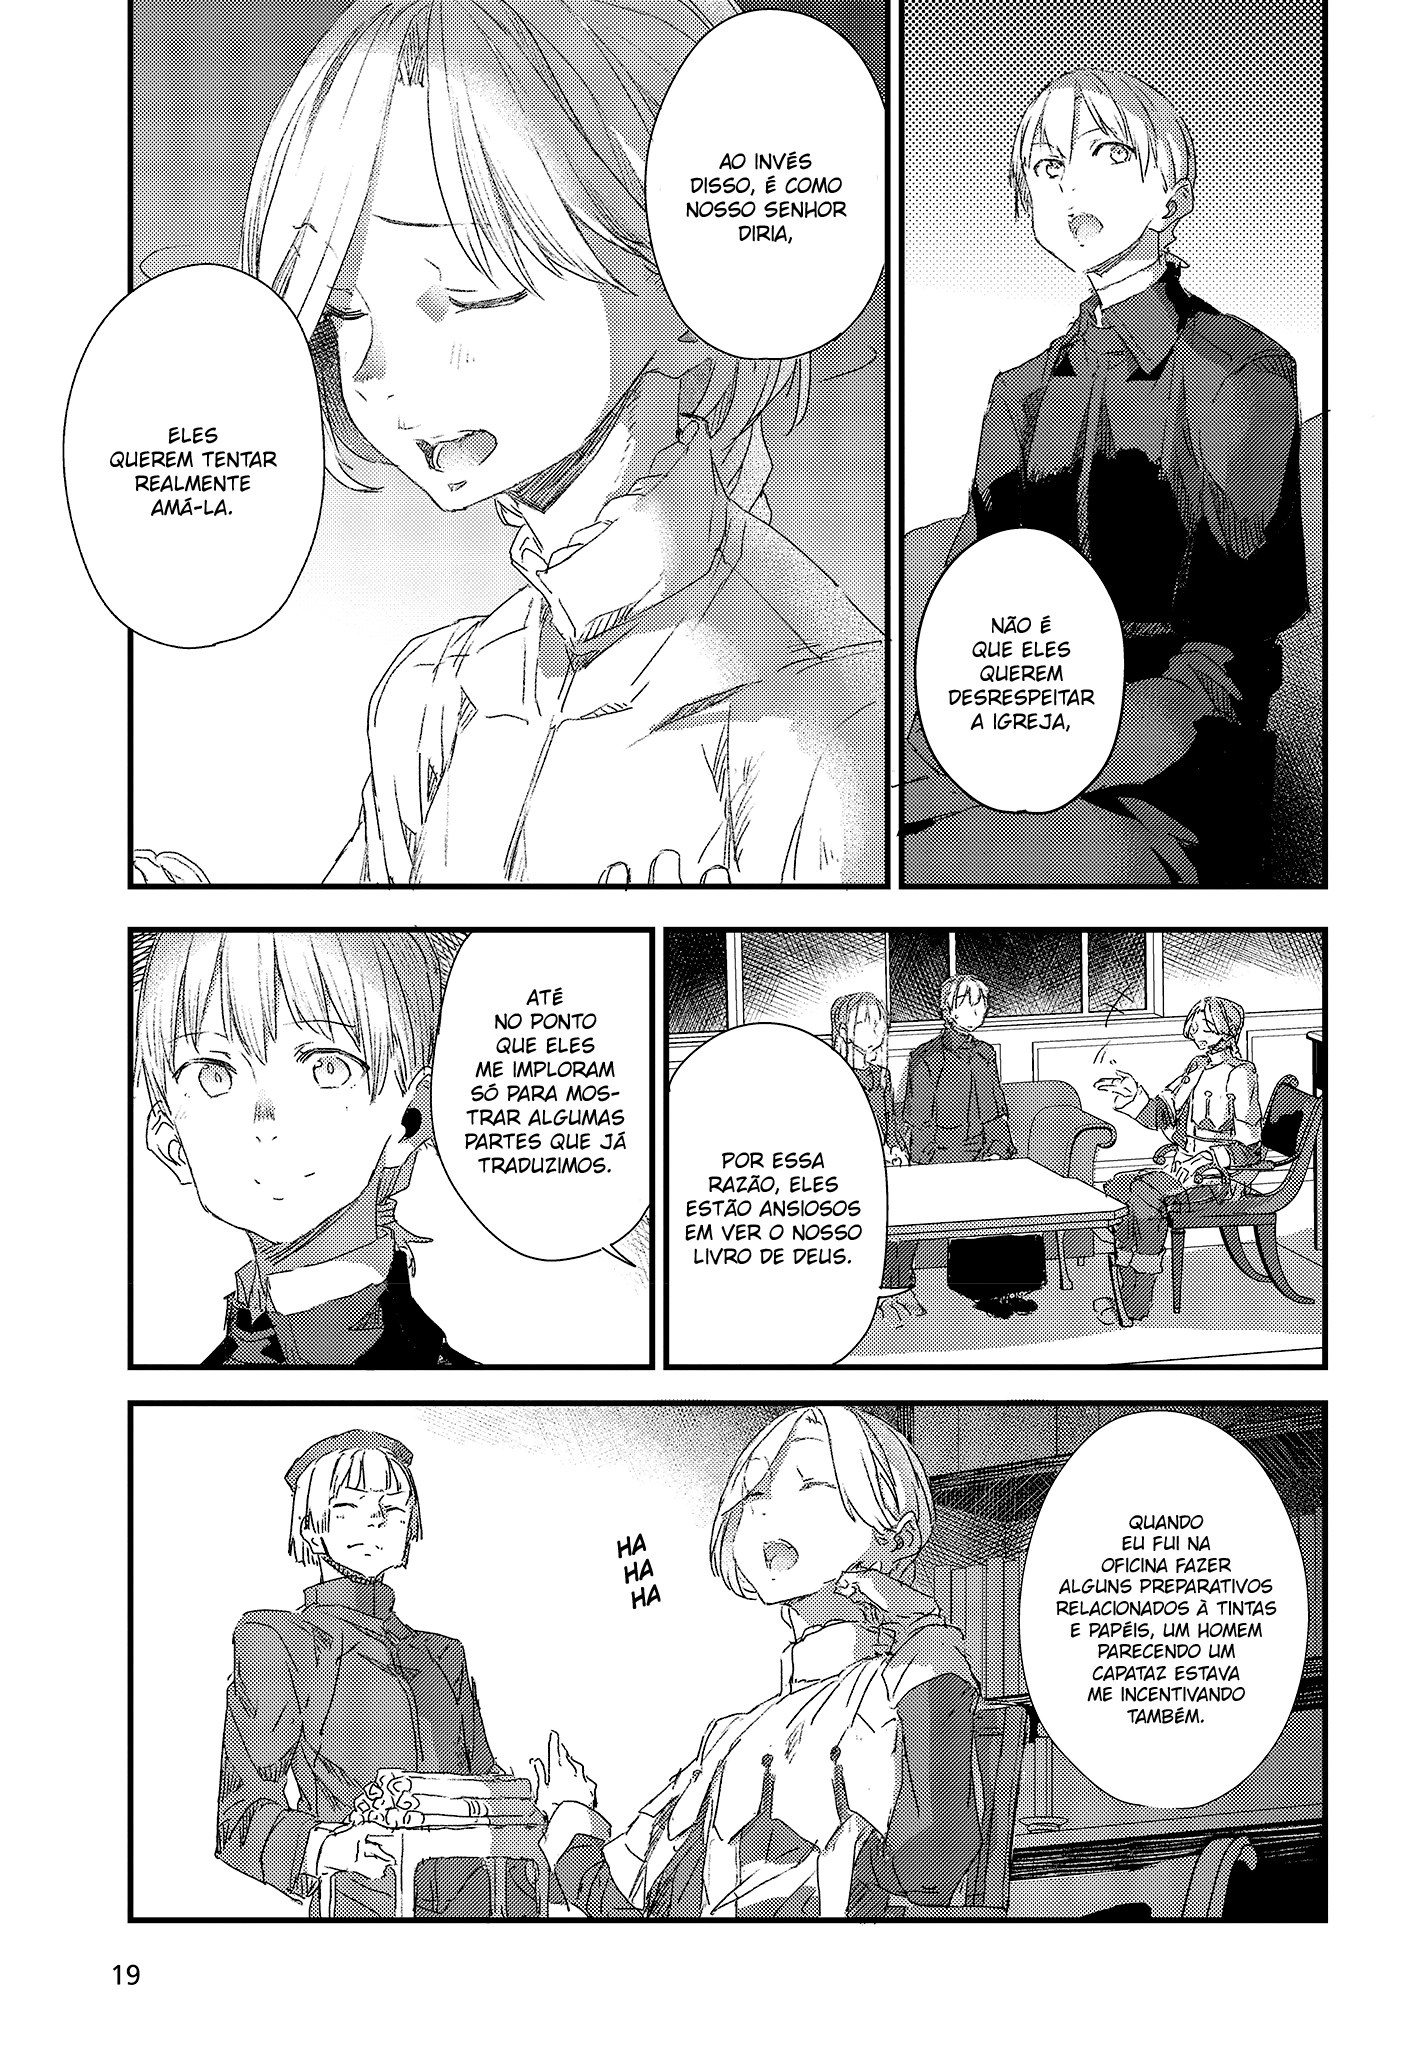 NÃO É
QUE ELES
QUEREM
DESRESPEITAR
A IGREJA,
AO INVÉS
DISSO, É COMO
NOSSO SENHOR
DIRIA,
ELES
QUEREM TENTAR
REALMENTE
AMÁ-LA.
POR ESSA
RAZÃO, ELES
ESTÃO ANSIOSOS
EM VER O NOSSO
LIVRO DE DEUS.
ATÉ
NO PONTO
QUE ELES
ME IMPLORAM
SÓ PARA MOS-
TRAR ALGUMAS
PARTES QUE JÁ
TRADUZIMOS.
QUANDO
EU FUI NA
OFICINA FAZER
ALGUNS PREPARATIVOS
RELACIONADOS À TINTAS
E PAPÉIS, UM HOMEM
PARECENDO UM
CAPATAZ ESTAVA
ME INCENTIVANDO
TAMBÉM.
HA
HA
HA
19